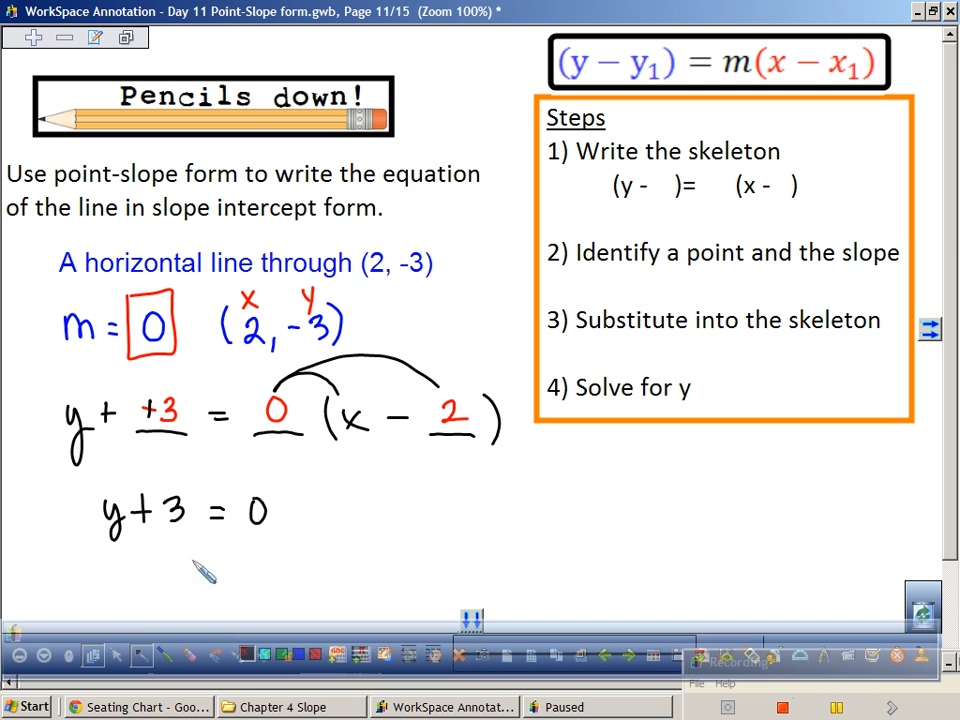 WorkSpace Annotation - Day 11 Point-Slope form.gwb, Page 11/15 (Zoom 100%) *
Pencils down!
(y − y₁) = m(x − x₁)
Use point-slope form to write the equation
of the line in slope intercept form.
A horizontal line through (2, -3)
x y
m = 0 (2, -3)
y + +3 = 0 (x - 2)
y + 3 = 0
Steps
1) Write the skeleton
(y - )= (x - )
2) Identify a point and the slope
3) Substitute into the skeleton
4) Solve for y
Recording...
File Help
Start
Seating Chart - Goo...
Chapter 4 Slope
WorkSpace Annotat...
Paused